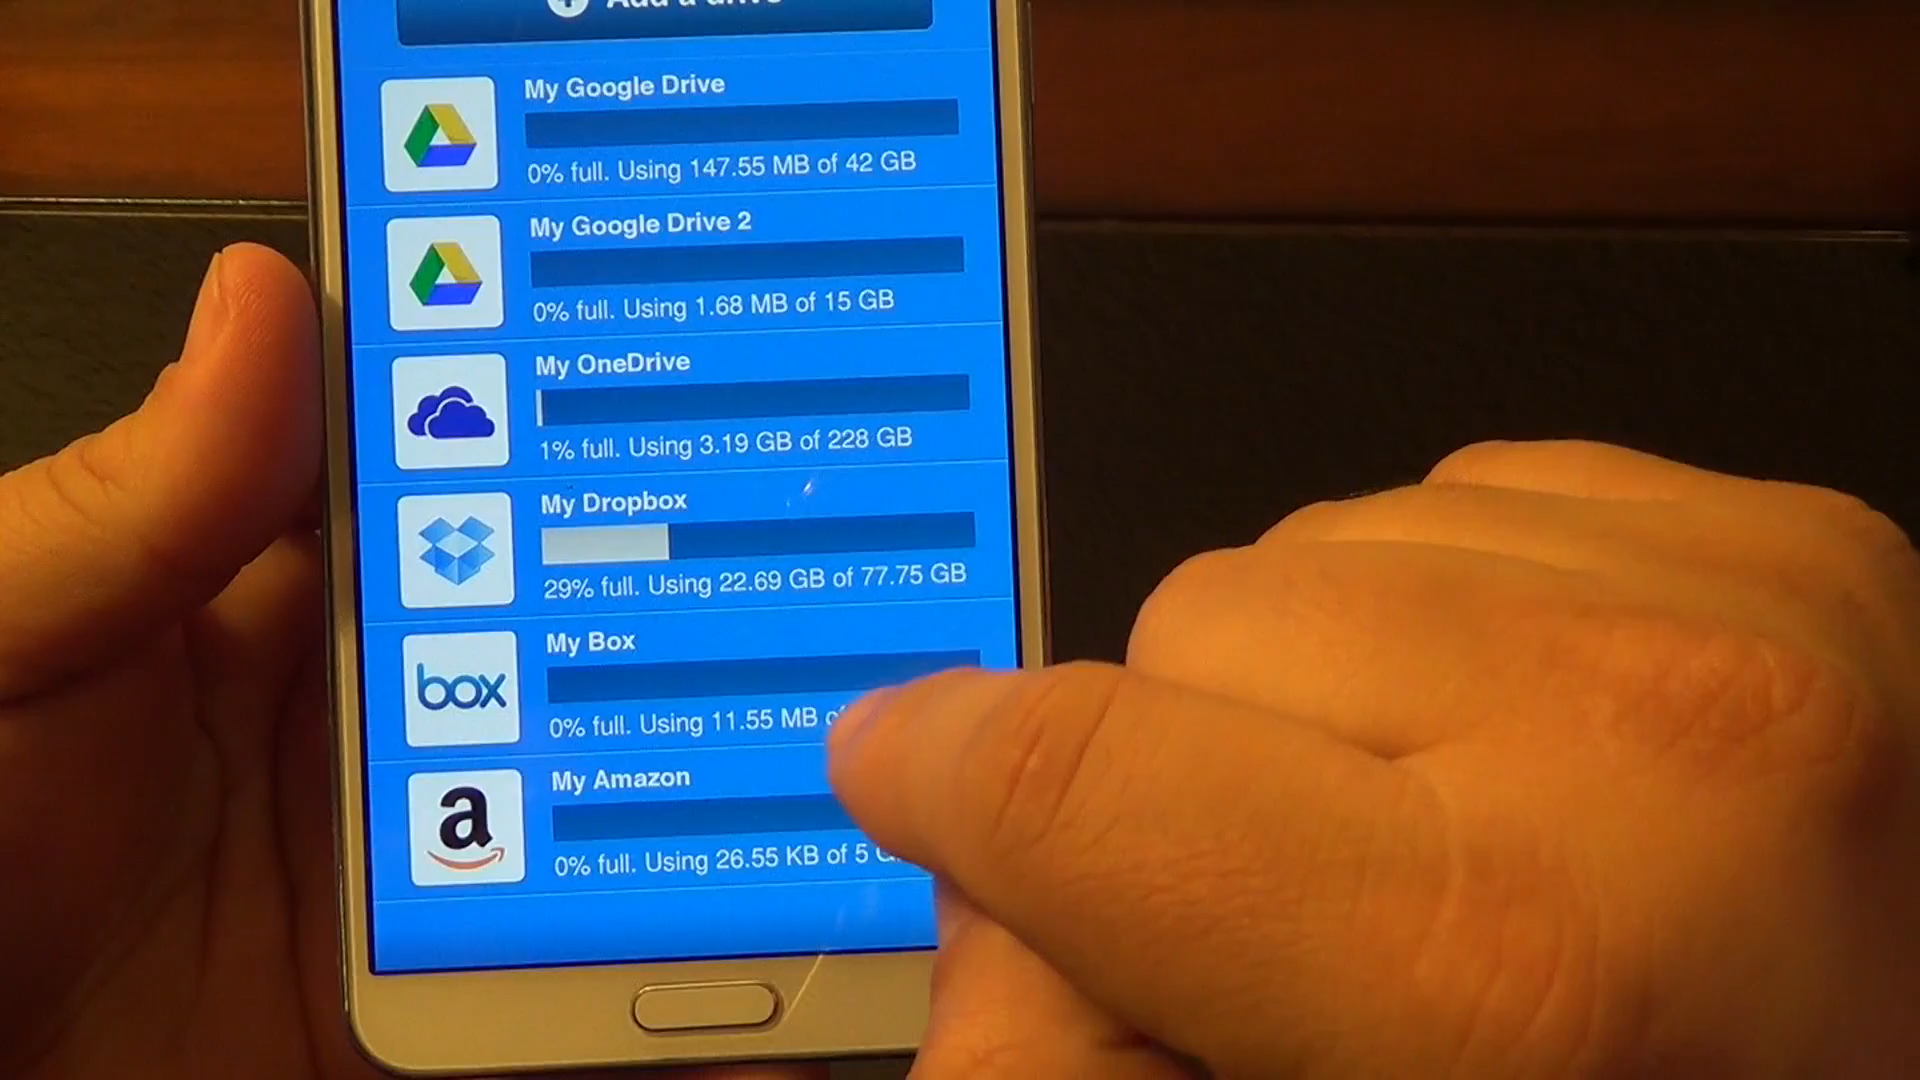 Add a drive
My Google Drive
0% full. Using 147.55 MB of 42 GB
My Google Drive 2
0% full. Using 1.68 MB of 15 GB
My OneDrive
1% full. Using 3.19 GB of 228 GB
My Dropbox
29% full. Using 22.69 GB of 77.75 GB
box
My Box
0% full. Using 11.55 MB
a
My Amazon
0% full. Using 26.55 KB of 5